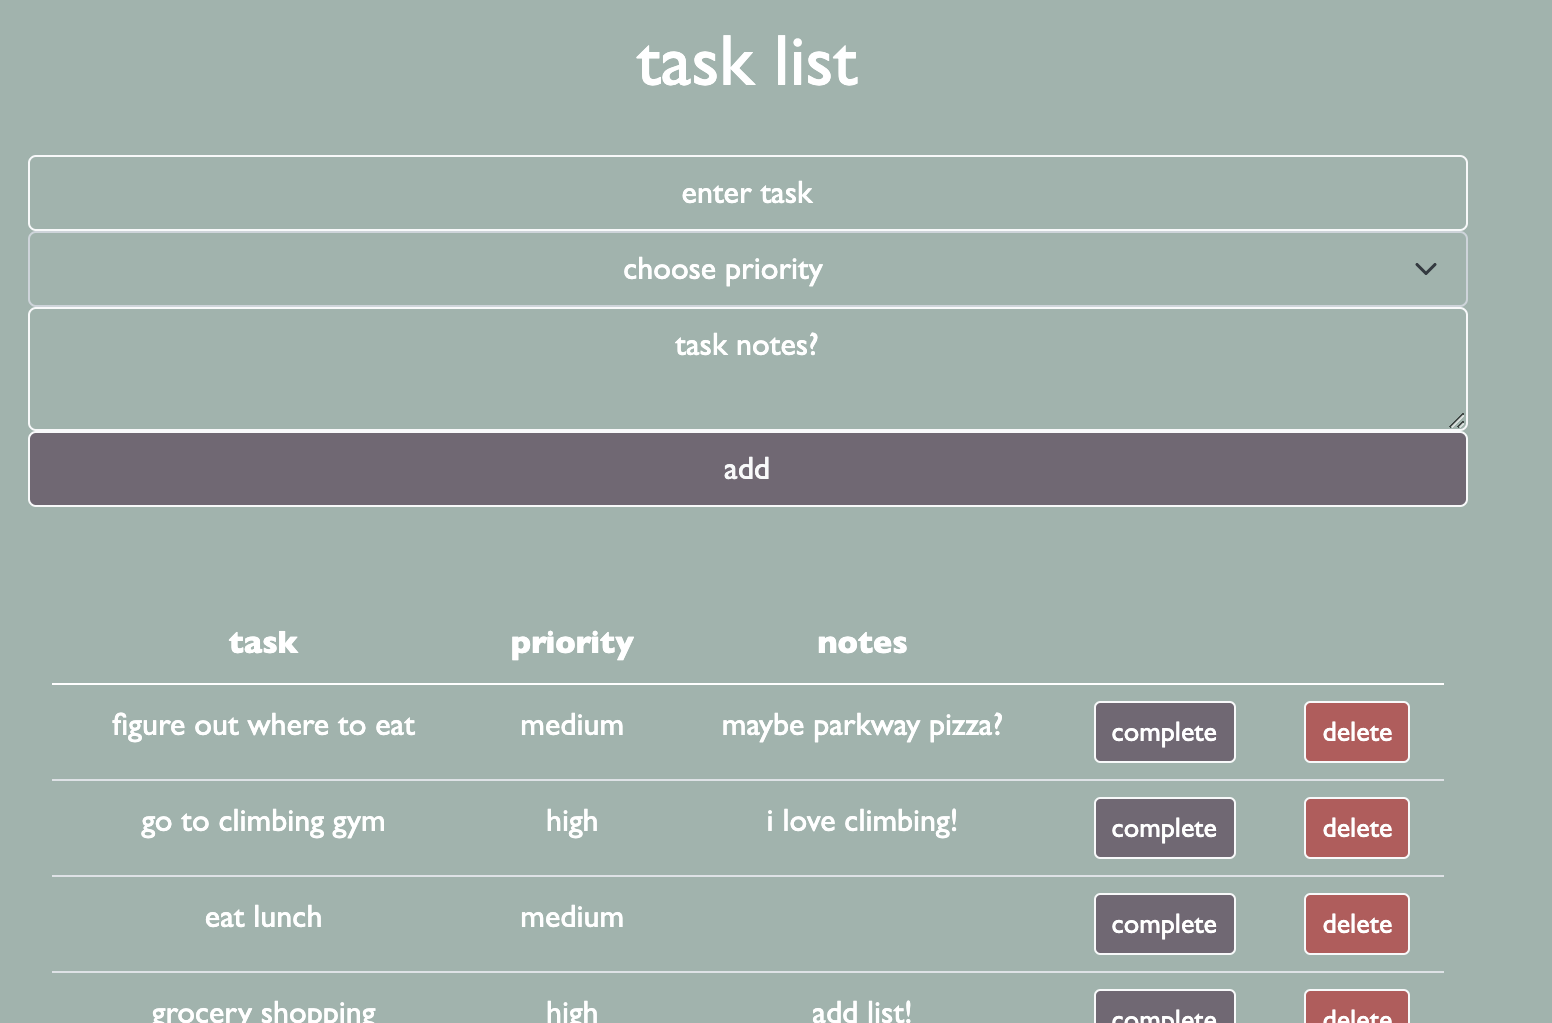 task list
enter task
choose priority
task notes?
add
task priority notes
figure out where to eat medium maybe parkway pizza? complete delete
go to climbing gym high i love climbing! complete delete
eat lunch medium complete delete
grocery shopping high add list! complete delete